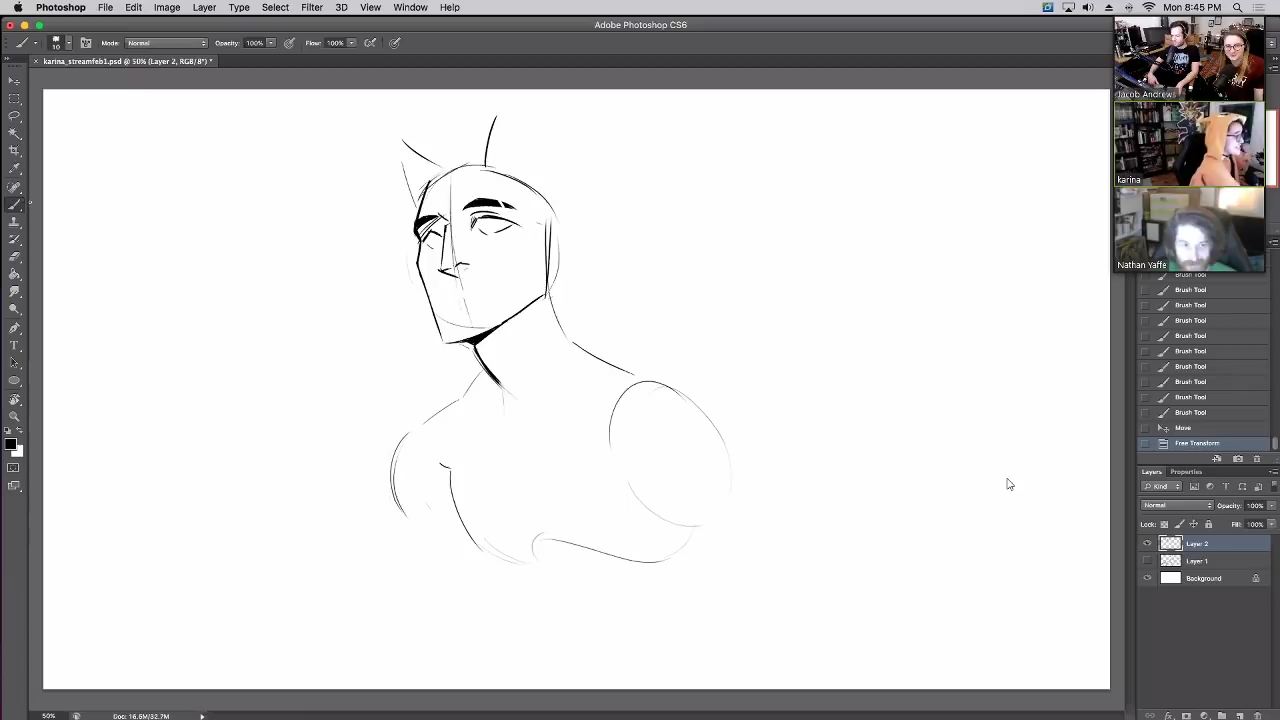 Photoshop File Edit Image Layer Type Select Filter 3D View Window Help Mon 8:45 PM
Adobe Photoshop CS6
10 Mode: Normal Opacity: 100% Flow: 100%
× karina_streamfeb1.psd @ 50% (Layer 2, RGB/8*) *
Jacob Andrews
karina
Nathan Yaffe
Brush Tool
Brush Tool
Brush Tool
Brush Tool
Brush Tool
Brush Tool
Brush Tool
Brush Tool
Brush Tool
Brush Tool
Move
Free Transform
Layers Properties
Kind
Normal Opacity: 100%
Lock: Fill: 100%
Layer 2
Layer 1
Background
50% Doc: 16.6M/32.7M